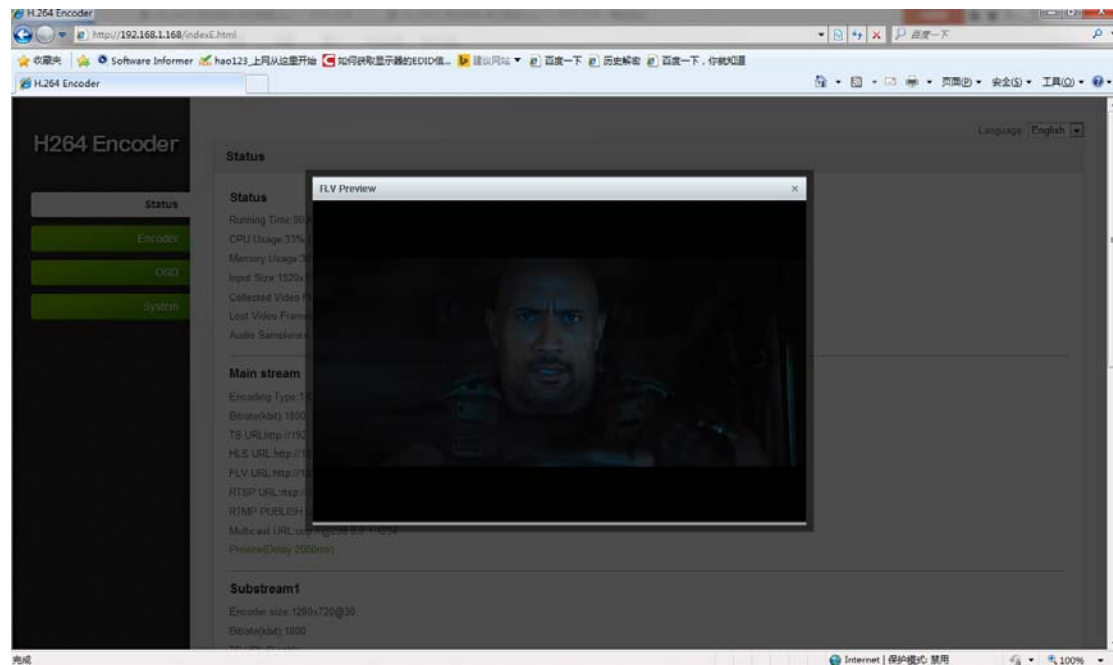 H.264 Encoder
http://192.168.1.168/indexE.html
百度一下
收藏夹
Software Informer
hao123_上网从这里开始
如何获取显示器的EDID值...
建议网站
百度一下
历史解密
百度一下,你就知道
H.264 Encoder
页面(P)
安全(S)
工具(O)
H264 Encoder
Language: English
Status
FLV Preview
Status
Status
Running Time:00
Encoder
CPU Usage:33%
Memory Usage:3
OSD
Input Size:1920x
Collected Video
System
Lost Video Frame
Audio Samplerate
Main stream
Encoding Type:
Bitrate(kbit):1800
TS URL:http://192
HLS URL:http://1
FLV URL:http://1
RTSP URL:rtsp://
RTMP PUBLISH
Multicast URL:
Preview(Delay 2000ms)
Substream1
Encoder size:1280x720@30
Bitrate(kbit):1800
完成
Internet | 保护模式: 禁用
100%